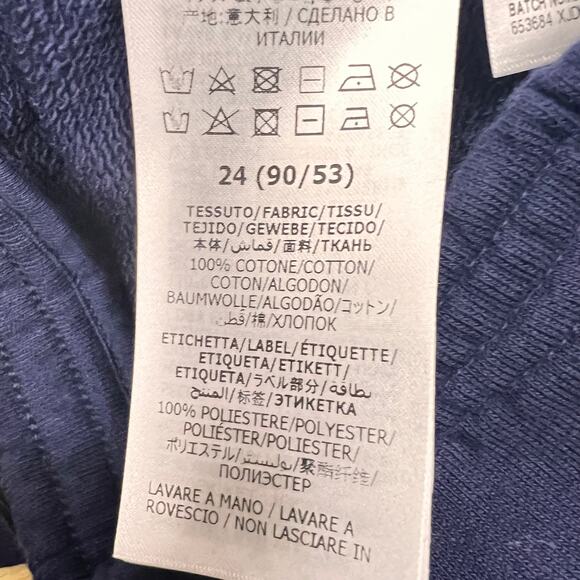 产地:意大利 / СДЕЛАНО В
ИТАЛИИ
24 (90/53)
TESSUTO/FABRIC/TISSU/
TEJIDO/GEWEBE/TECIDO/
本体/قماش/面料/ТКАНЬ
100% COTONE/COTTON/
COTON/ALGODON/
BAUMWOLLE/ALGODÃO/コットン/
قطن/棉/ХЛОПОК
ETICHETTA/LABEL/ÉTIQUETTE/
ETIQUETA/ETIKETT/
ETIQUETA/ラベル部分/بطاقة
المنتج/标签/ЭТИКЕТКА
100% POLIESTERE/POLYESTER/
POLIÉSTER/POLIESTER/
ポリエステル/بوليستر/聚酯纤维/
ПОЛИЭСТЕР
LAVARE A MANO / LAVARE A
ROVESCIO / NON LASCIARE IN
BATCH
653684